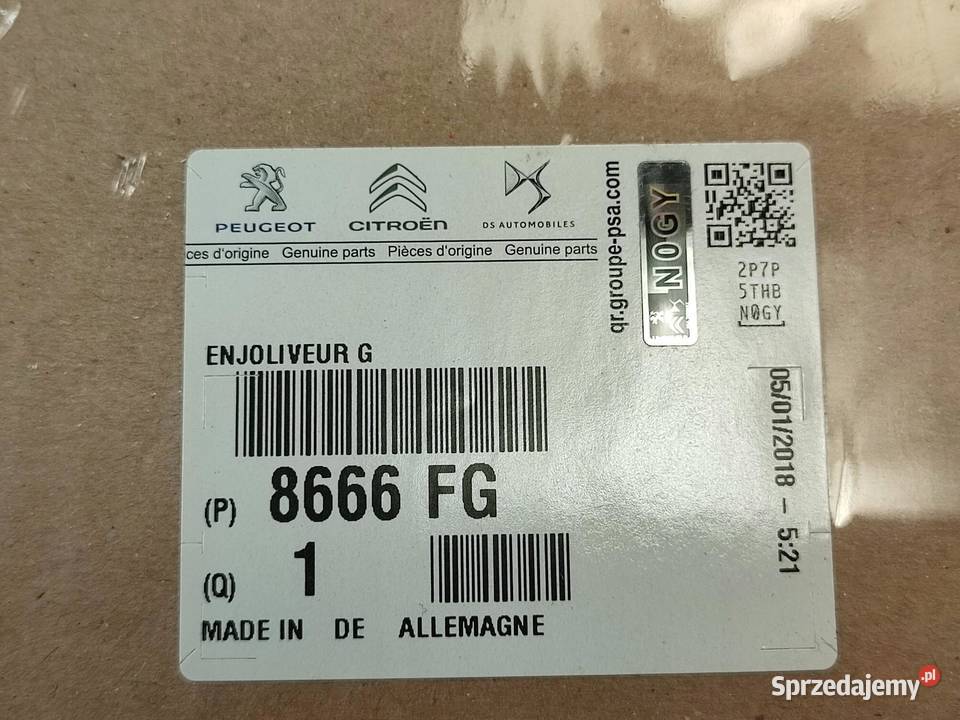 PEUGEOT CITROËN DS AUTOMOBILES
ces d'origine Genuine parts Pièces d'origine Genuine parts
qr.groupe-psa.com
N0GY
2P7P
5THB
N0GY
ENJOLIVEUR G
(P) 8666 FG
(Q) 1
MADE IN DE ALLEMAGNE
05/01/2018 - 5:21
Sprzedajemy.pl